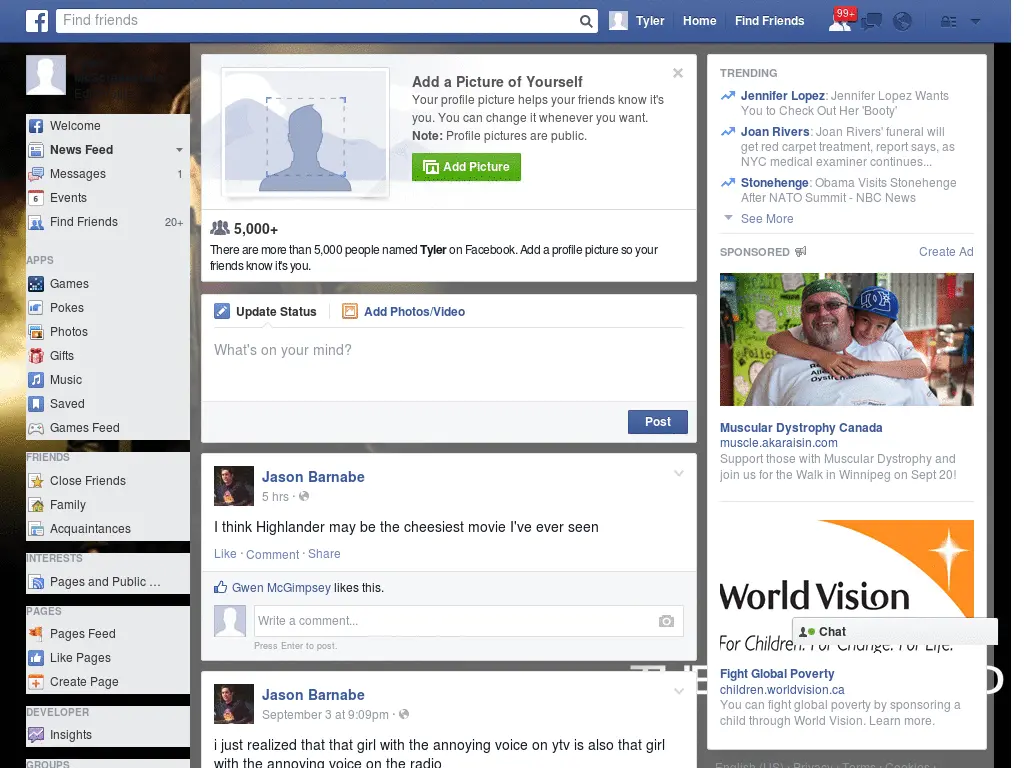 Find friends
Tyler
Home
Find Friends
99+
Welcome
News Feed
Messages
1
6
Events
Find Friends
20+
APPS
Games
Pokes
Photos
Gifts
Music
Saved
Games Feed
FRIENDS
Close Friends
Family
Acquaintances
INTERESTS
Pages and Public ...
PAGES
Pages Feed
Like Pages
Create Page
DEVELOPER
Insights
GROUPS
Add a Picture of Yourself
Your profile picture helps your friends know it's
you. You can change it whenever you want.
Note: Profile pictures are public.
Add Picture
5,000+
There are more than 5,000 people named Tyler on Facebook. Add a profile picture so your
friends know it's you.
Update Status
Add Photos/Video
What's on your mind?
Post
Jason Barnabe
5 hrs ·
I think Highlander may be the cheesiest movie I've ever seen
Like · Comment · Share
Gwen McGimpsey likes this.
Write a comment...
Press Enter to post.
Jason Barnabe
September 3 at 9:09pm ·
i just realized that that girl with the annoying voice on ytv is also that girl
with the annoying voice on the radio
TRENDING
Jennifer Lopez: Jennifer Lopez Wants
You to Check Out Her 'Booty'
Joan Rivers: Joan Rivers' funeral will
get red carpet treatment, report says, as
NYC medical examiner continues...
Stonehenge: Obama Visits Stonehenge
After NATO Summit - NBC News
See More
SPONSORED
Create Ad
Muscular Dystrophy Canada
muscle.akaraisin.com
Support those with Muscular Dystrophy and
join us for the Walk in Winnipeg on Sept 20!
World Vision
Chat
For Children. For Change. For Life.
Fight Global Poverty
children.worldvision.ca
You can fight global poverty by sponsoring a
child through World Vision. Learn more.
English (US) · Privacy · Terms · Cookies ·